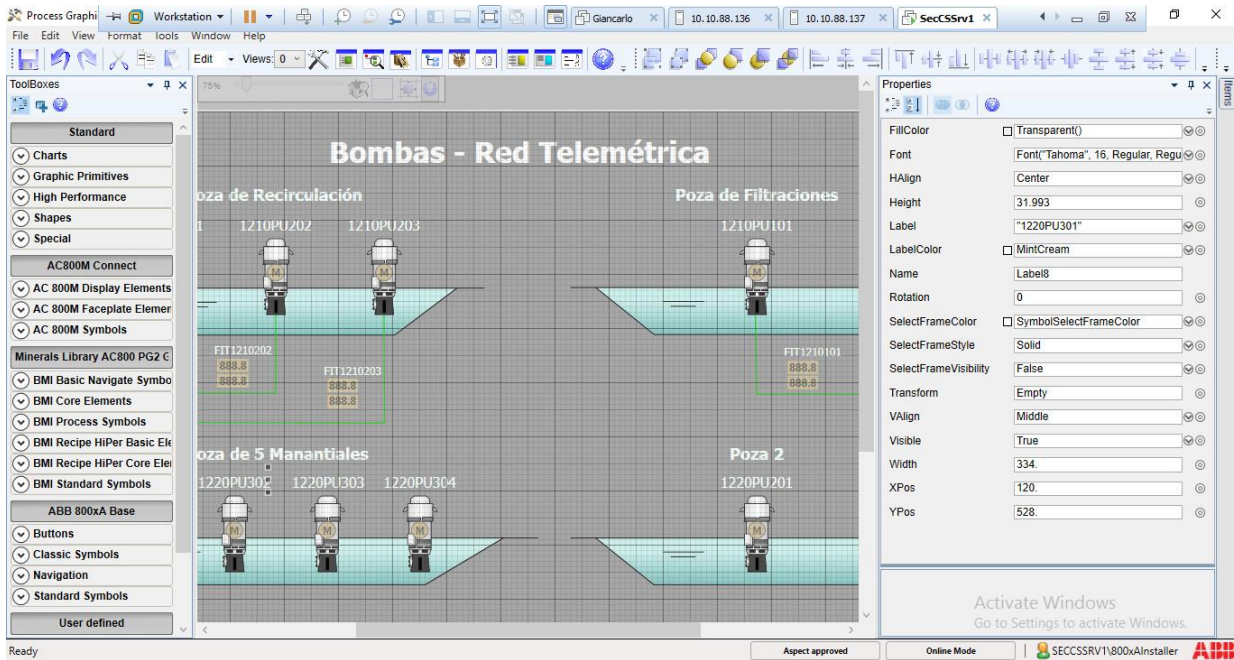 Process Graphi Workstation Giancarlo 10.10.88.136 10.10.88.137 SecCSSrv1
File Edit View Format Tools Window Help
Edit Views: 0
ToolBoxes
Standard
Charts
Graphic Primitives
High Performance
Shapes
Special
AC800M Connect
AC 800M Display Elements
AC 800M Faceplate Elemer
AC 800M Symbols
Minerals Library AC800 PG2 G
BMI Basic Navigate Symbo
BMI Core Elements
BMI Process Symbols
BMI Recipe HiPer Basic Ele
BMI Recipe HiPer Core Eler
BMI Standard Symbols
ABB 800xA Base
Buttons
Classic Symbols
Navigation
Standard Symbols
User defined
75%
Bombas - Red Telemétrica
oza de Recirculación Poza de Filtraciones
1 1210PU202 1210PU203 1210PU101
M M M
FIT1210202 FIT1210101
888.8 FIT1210203 888.8
888.8 888.8 888.8
888.8
oza de 5 Manantiales Poza 2
1220PU302 1220PU303 1220PU304 1220PU201
M M M M
Properties
FillColor Transparent()
Font Font("Tahoma", 16, Regular, Regu
HAlign Center
Height 31.993
Label "1220PU301"
LabelColor MintCream
Name Label8
Rotation 0
SelectFrameColor SymbolSelectFrameColor
SelectFrameStyle Solid
SelectFrameVisibility False
Transform Empty
VAlign Middle
Visible True
Width 334.
XPos 120.
YPos 528.
Items
Activate Windows
Go to Settings to activate Windows.
Ready Aspect approved Online Mode SECCSSRV1\800xAInstaller ABB